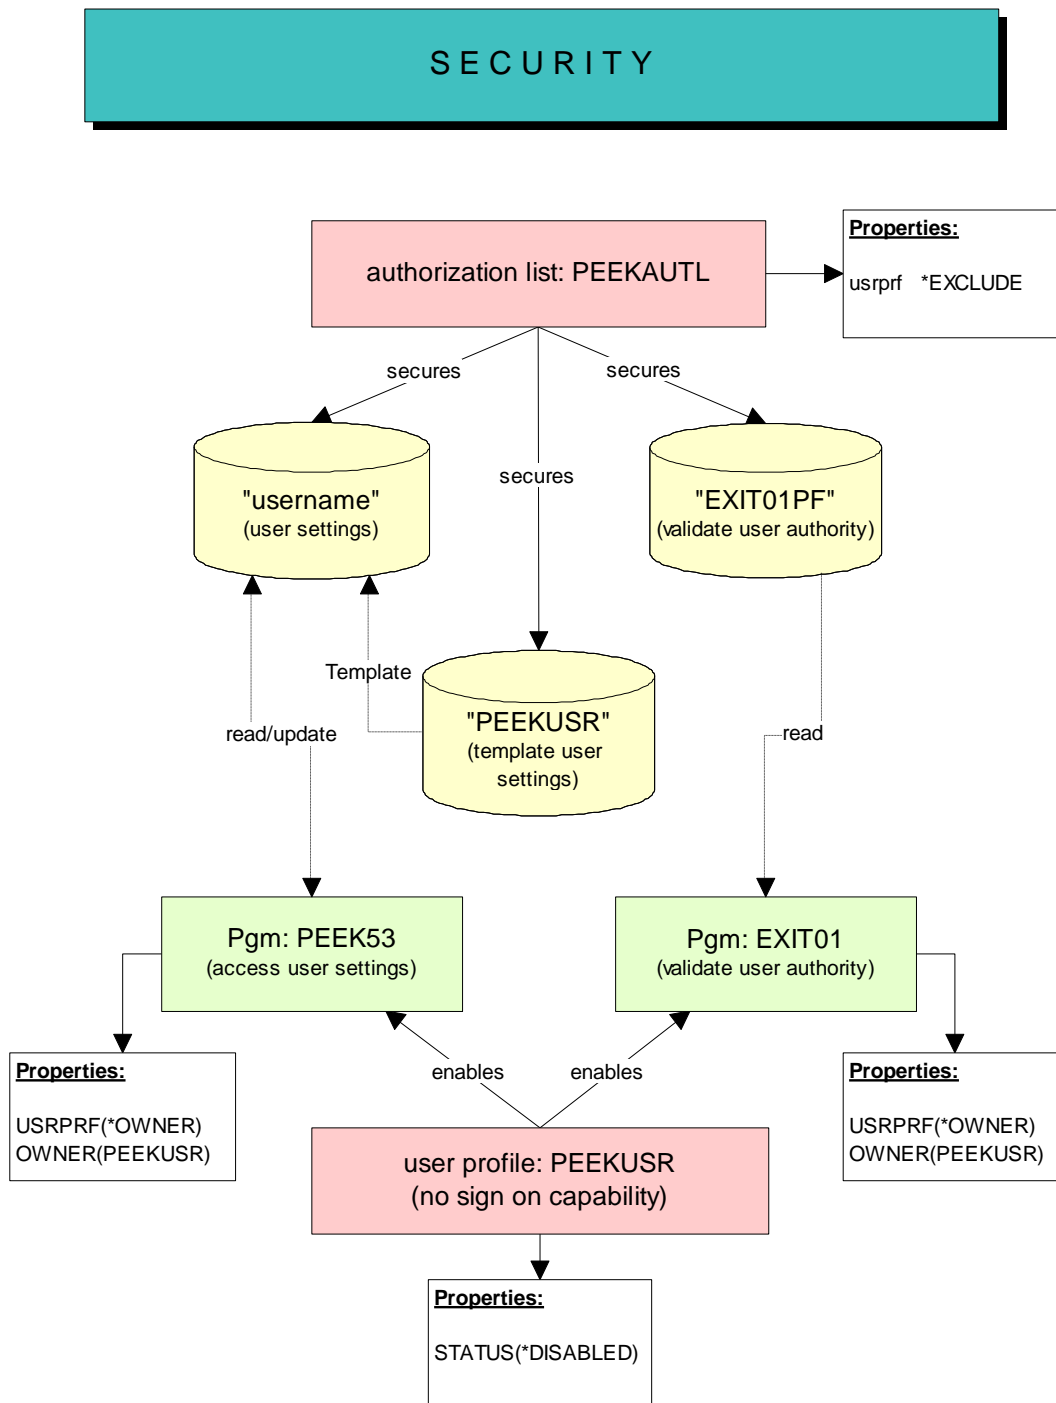 S E C U R I T Y
Properties:
authorization list: PEEKAUTL
usrprf *EXCLUDE
secures
secures
secures
"username"
(user settings)
"EXIT01PF"
(validate user authority)
Template
"PEEKUSR"
(template user
settings)
read/update
read
Pgm: PEEK53
(access user settings)
Pgm: EXIT01
(validate user authority)
enables
enables
Properties:
USRPRF(*OWNER)
OWNER(PEEKUSR)
Properties:
USRPRF(*OWNER)
OWNER(PEEKUSR)
user profile: PEEKUSR
(no sign on capability)
Properties:
STATUS(*DISABLED)